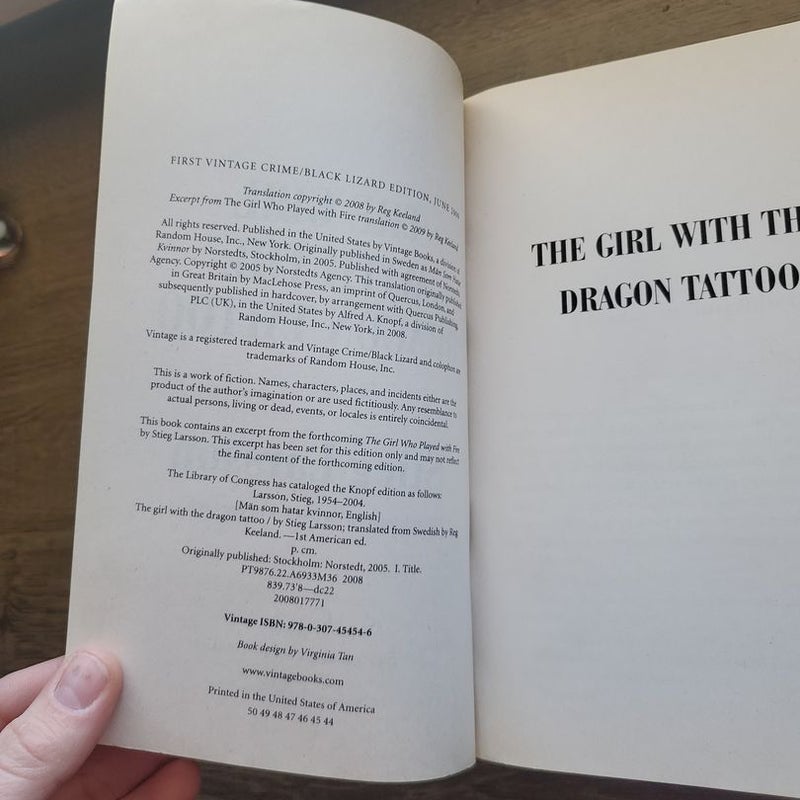 FIRST VINTAGE CRIME/BLACK LIZARD EDITION, JUNE
Translation copyright © 2008 by Reg Keeland
Excerpt from The Girl Who Played with Fire translation © 2009 by Reg Keeland
All rights reserved. Published in the United States by Vintage Books, a division of
Random House, Inc., New York. Originally published in Sweden as Män Som Hatar
Kvinnor by Norstedts, Stockholm, in 2005. Published with agreement of Norstedts
Agency. Copyright © 2005 by Norstedts Agency. This translation originally published
in Great Britain by MacLehose Press, an imprint of Quercus, London, and
subsequently published in hardcover, by arrangement with Quercus Publishing
PLC (UK), in the United States by Alfred A. Knopf, a division of
Random House, Inc., New York, in 2008.
Vintage is a registered trademark and Vintage Crime/Black Lizard and colophon are
trademarks of Random House, Inc.
This is a work of fiction. Names, characters, places, and incidents either are the
product of the author's imagination or are used fictitiously. Any resemblance to
actual persons, living or dead, events, or locales is entirely coincidental.
This book contains an excerpt from the forthcoming The Girl Who Played with Fire
by Stieg Larsson. This excerpt has been set for this edition only and may not reflect
the final content of the forthcoming edition.
The Library of Congress has cataloged the Knopf edition as follows:
Larsson, Stieg, 1954–2004.
[Män som hatar kvinnor, English]
The girl with the dragon tattoo / by Stieg Larsson; translated from Swedish by Reg
Keeland. —1st American ed.
p. cm.
Originally published: Stockholm: Norstedt, 2005. I. Title.
PT9876.22.A6933M36 2008
839.73'8—dc22
2008017771
Vintage ISBN: 978-0-307-45454-6
Book design by Virginia Tan
www.vintagebooks.com
Printed in the United States of America
50 49 48 47 46 45 44
THE GIRL WITH TH
DRAGON TATTOO